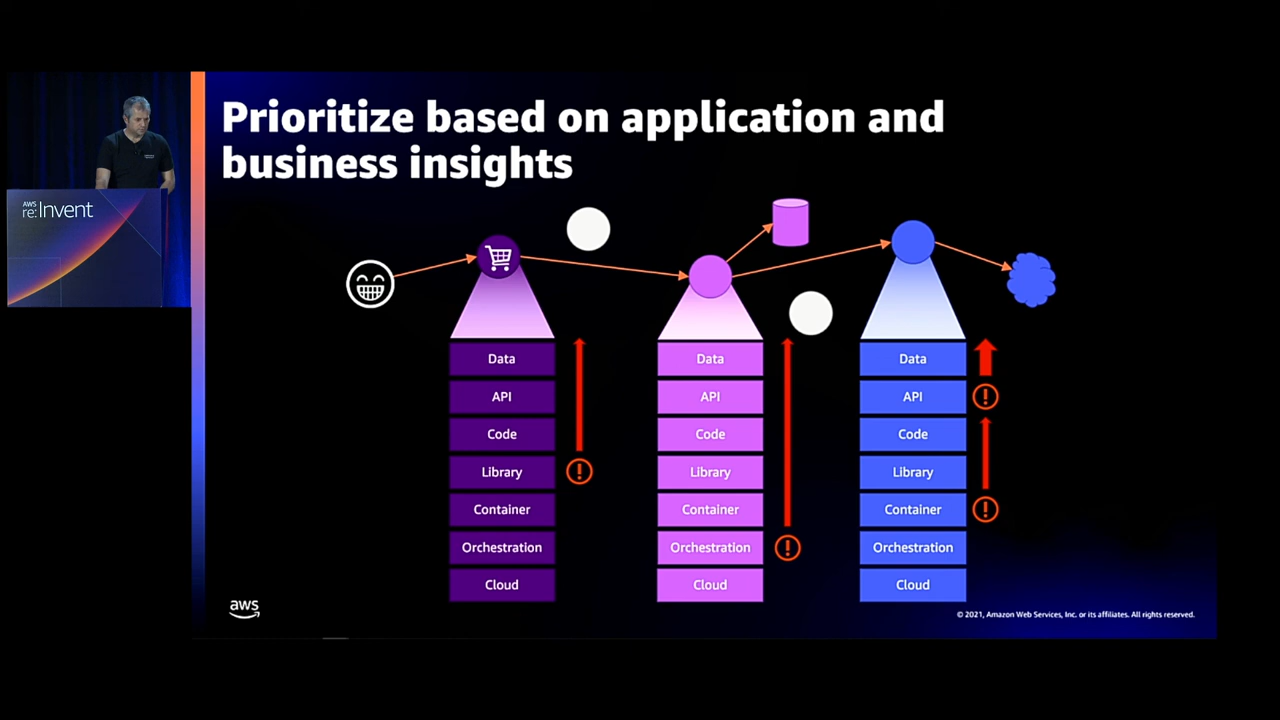 Prioritize based on application and
business insights
AWS
re:Invent
Data
API
Code
Library
Container
Orchestration
Cloud
!
Data
API
Code
Library
Container
Orchestration
Cloud
!
Data
API
Code
Library
Container
Orchestration
Cloud
!
!
aws
© 2021, Amazon Web Services, Inc. or its affiliates. All rights reserved.